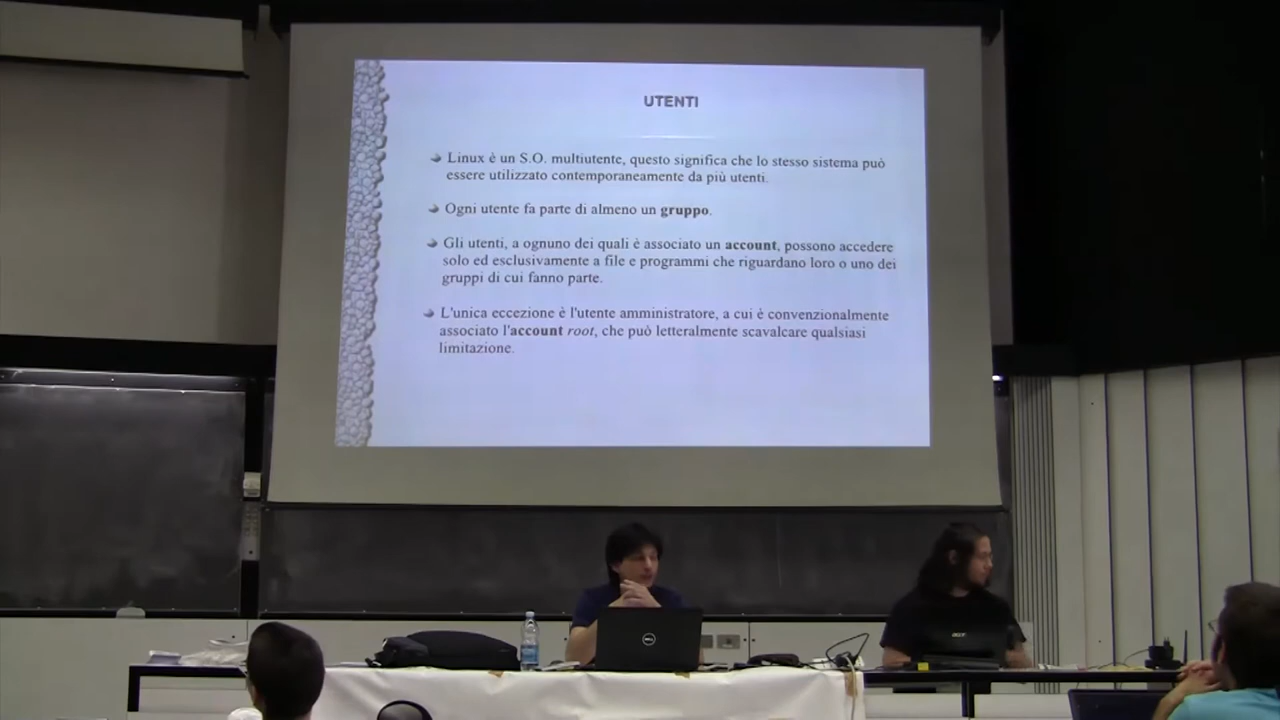 UTENTI
Linux è un S.O. multiutente, questo significa che lo stesso sistema può
essere utilizzato contemporaneamente da più utenti.
Ogni utente fa parte di almeno un gruppo.
Gli utenti, a ognuno dei quali è associato un account, possono accedere
solo ed esclusivamente a file e programmi che riguardano loro o uno dei
gruppi di cui fanno parte.
L'unica eccezione è l'utente amministratore, a cui è convenzionalmente
associato l'account root, che può letteralmente scavalcare qualsiasi
limitazione.
DELL
acer